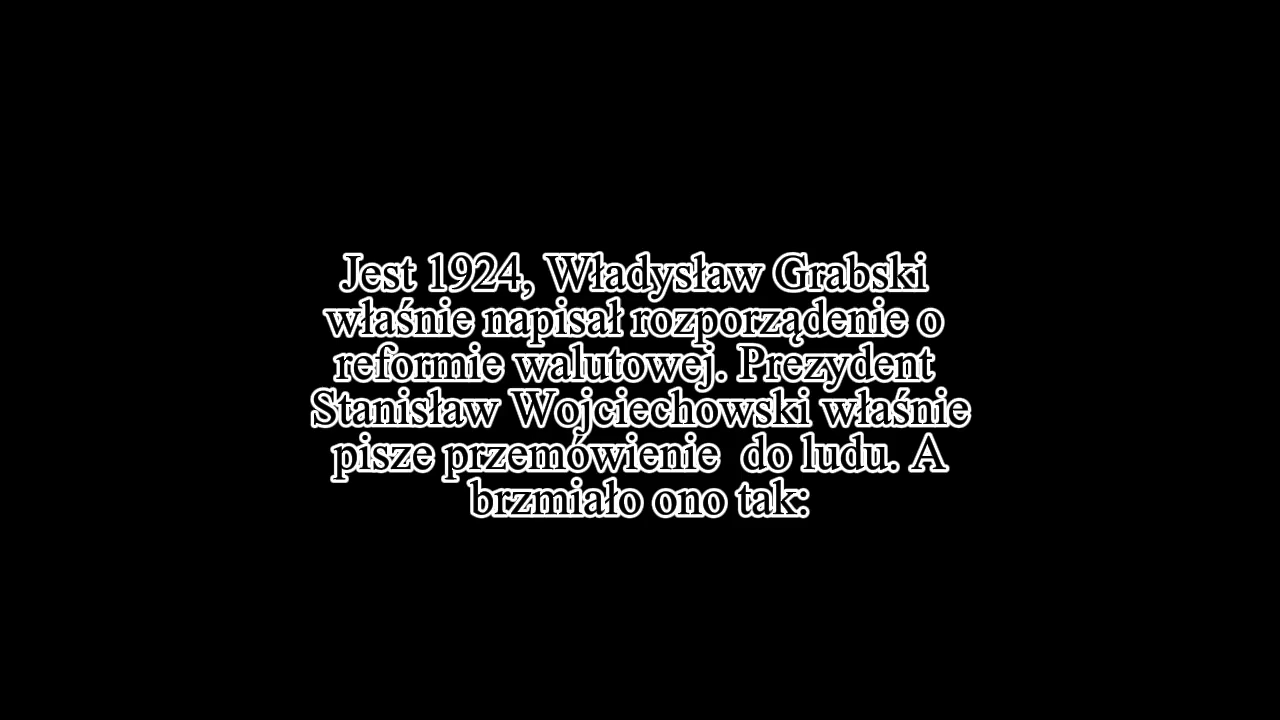 Jest 1924, Władysław Grabski
właśnie napisał rozporządenie o
reformie walutowej. Prezydent
Stanisław Wojciechowski właśnie
pisze przemówienie  do ludu. A
brzmiało ono tak: